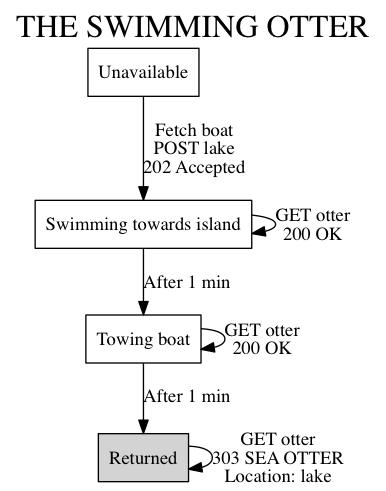 THE SWIMMING OTTER
Unavailable
Fetch boat
POST lake
202 Accepted
Swimming towards island
GET otter
200 OK
After 1 min
Towing boat
GET otter
200 OK
After 1 min
Returned
GET otter
303 SEA OTTER
Location: lake